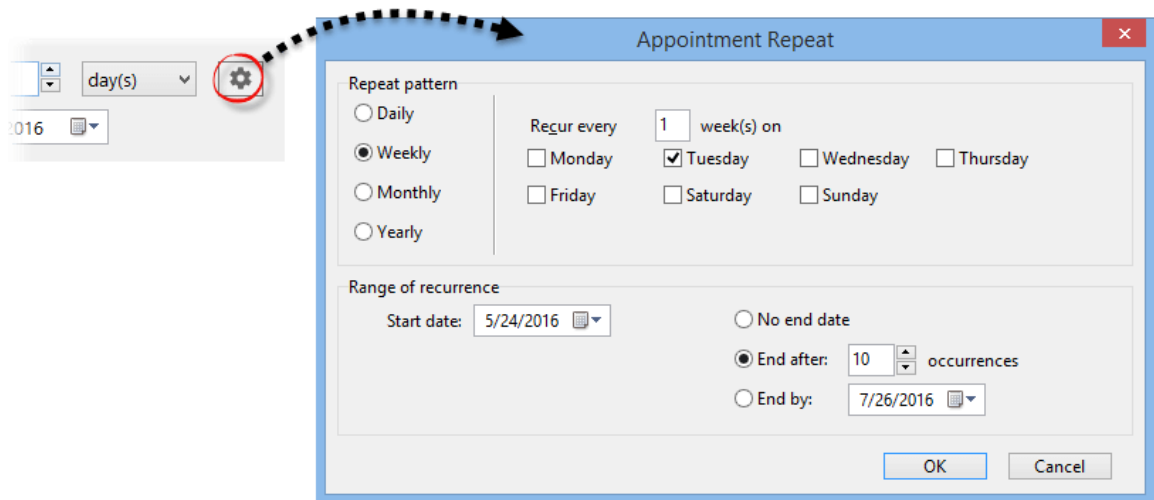 Appointment Repeat
day(s)
2016
Repeat pattern
Daily
Weekly
Monthly
Yearly
Recur every 1 week(s) on
Monday Tuesday Wednesday Thursday
Friday Saturday Sunday
Range of recurrence
Start date: 5/24/2016
No end date
End after: 10 occurrences
End by: 7/26/2016
OK Cancel